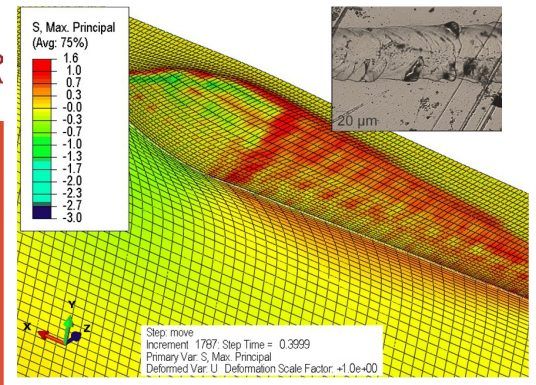 S, Max. Principal
(Avg: 75%)
1.6
1.0
0.7
0.3
-0.0
-0.3
-0.7
-1.0
-1.3
-1.7
-2.0
-2.3
-2.7
-3.0
20 µm
Y
X
Z
Step: move
Increment 1787: Step Time = 0.3999
Primary Var: S, Max. Principal
Deformed Var: U Deformation Scale Factor: +1.0e+00